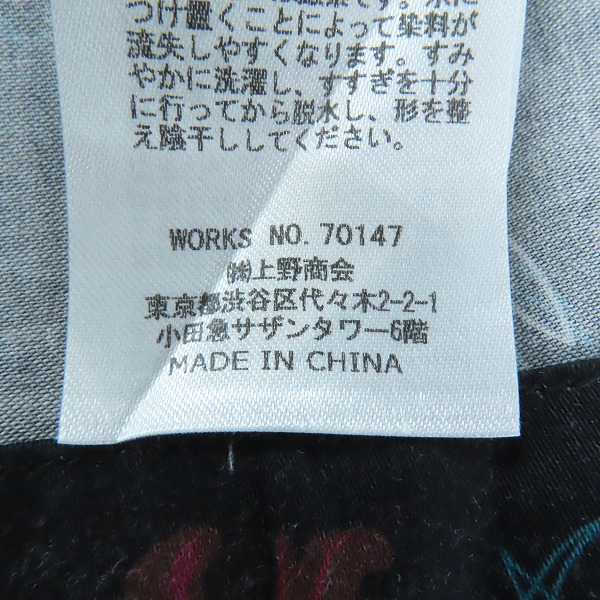 つけ置くことによって染料が
流失しやすくなります。すみ
やかに洗濯し、すすぎを十分
に行ってから脱水し、形を整
え陰干ししてください。
WORKS NO. 70147
㈱上野商会
東京都渋谷区代々木2-2-1
小田急サザンタワー6階
MADE IN CHINA